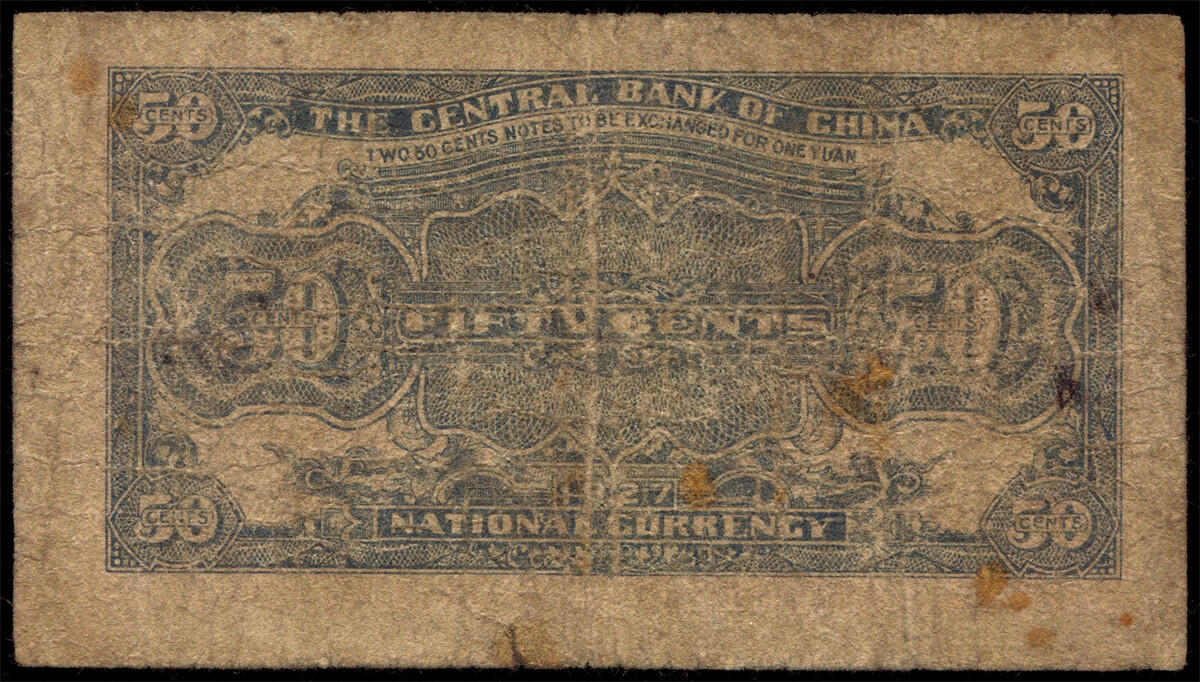 50 CENTS
50 CENTS
THE CENTRAL BANK OF CHINA
TWO 50 CENTS NOTES TO BE EXCHANGED FOR ONE YUAN
50 CENTS
50 CENTS
FIFTY CENTS
1937
50 CENTS
50 CENTS
NATIONAL CURRENCY